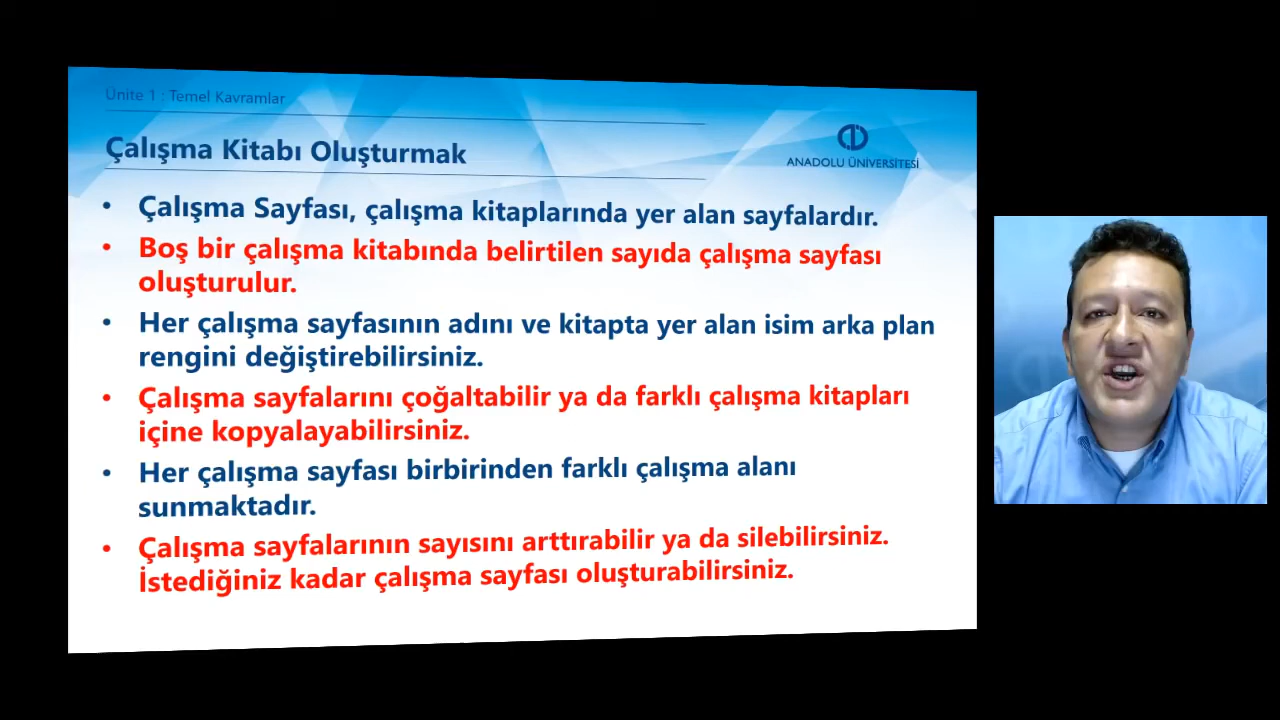 Ünite 1 : Temel Kavramlar
Çalışma Kitabı Oluşturmak
ANADOLU ÜNİVERSİTESİ
• Çalışma Sayfası, çalışma kitaplarında yer alan sayfalardır.
• Boş bir çalışma kitabında belirtilen sayıda çalışma sayfası
oluşturulur.
• Her çalışma sayfasının adını ve kitapta yer alan isim arka plan
rengini değiştirebilirsiniz.
• Çalışma sayfalarını çoğaltabilir ya da farklı çalışma kitapları
içine kopyalayabilirsiniz.
• Her çalışma sayfası birbirinden farklı çalışma alanı
sunmaktadır.
• Çalışma sayfalarının sayısını arttırabilir ya da silebilirsiniz.
İstediğiniz kadar çalışma sayfası oluşturabilirsiniz.